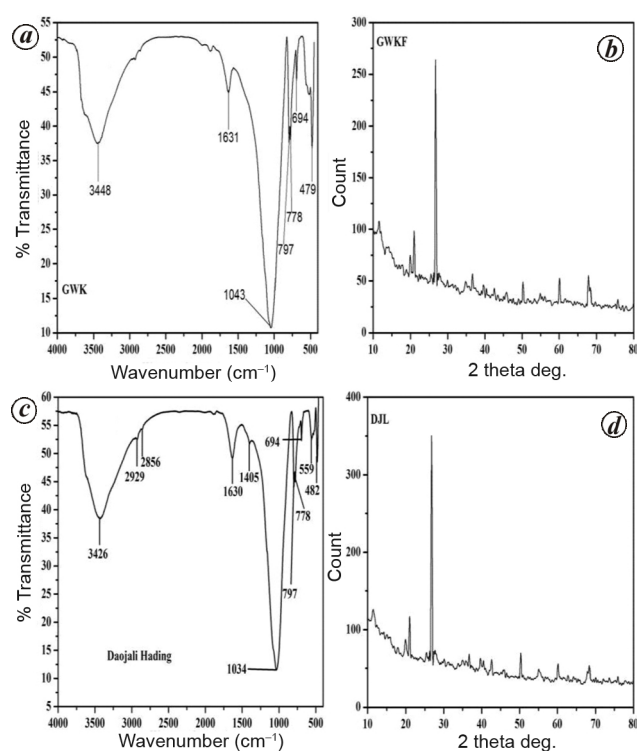 a
55
50
45
40
35
30
25
20
15
10
% Transmittance
3448
1631
1043
797
778
694
479
GWK
4000 3500 3000 2500 2000 1500 1000 500
Wavenumber (cm⁻¹)
b
GWKF
300
250
200
150
100
50
0
Count
10 20 30 40 50 60 70 80
2 theta deg.
c
60
55
50
45
40
35
30
25
20
15
10
5
% Transmittance
3426
2929
2856
1630
1405
1034
797
778
694
559
482
Daojali Hading
4000 3500 3000 2500 2000 1500 1000 500
Wavenumber (cm⁻¹)
d
DJL
400
300
200
100
0
Count
10 20 30 40 50 60 70 80
2 theta deg.